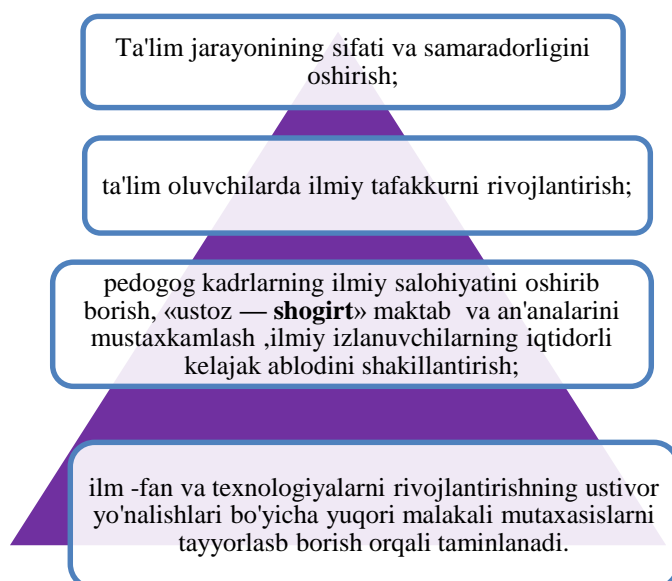 Ta'lim jarayonining sifati va samaradorligini
oshirish;
ta'lim oluvchilarda ilmiy tafakkurni rivojlantirish;
pedogog kadrlarning ilmiy salohiyatini oshirib
borish, «ustoz — shogirt» maktab va an'analarini
mustaxkamlash ,ilmiy izlanuvchilarning iqtidorli
kelajak ablodini shakillantirish;
ilm -fan va texnologiyalarni rivojlantirishning ustivor
yo'nalishlari bo'yicha yuqori malakali mutaxasislarni
tayyorlasb borish orqali taminlanadi.